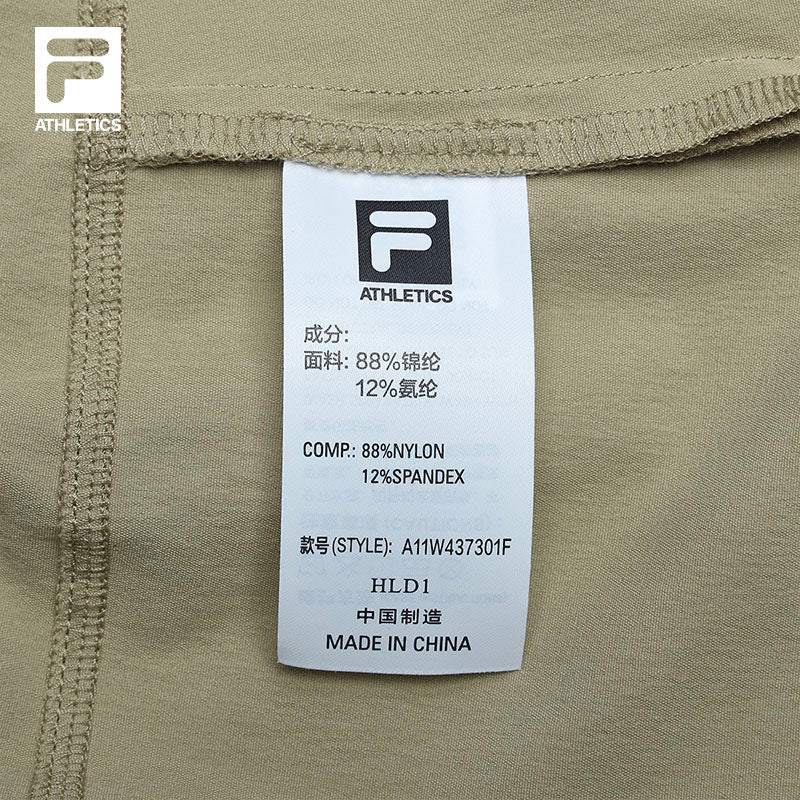 F
ATHLETICS
F
ATHLETICS
成分:
面料: 88%锦纶
12%氨纶
COMP.: 88%NYLON
12%SPANDEX
款号(STYLE): A11W437301F
HLD1
中国制造
MADE IN CHINA